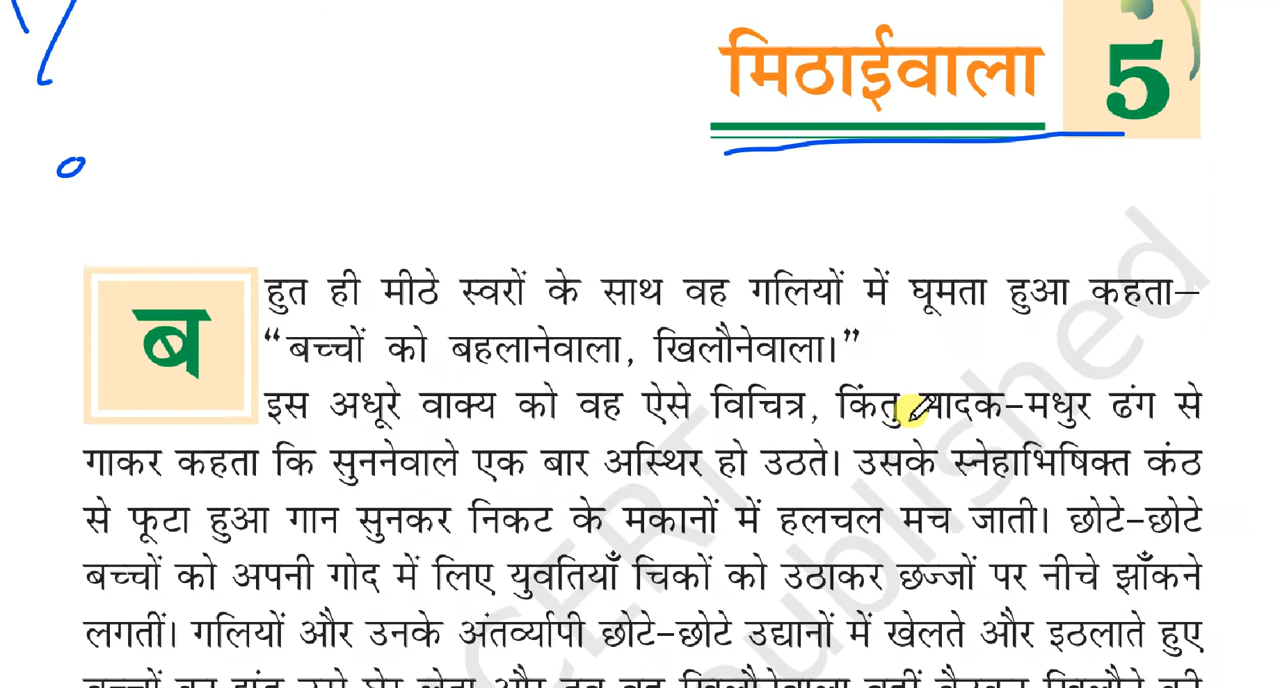 मिठाईवाला 5
बहुत ही मीठे स्वरों के साथ वह गलियों में घूमता हुआ कहता–
“बच्चों को बहलानेवाला, खिलौनेवाला।”
इस अधूरे वाक्य को वह ऐसे विचित्र, किंतु मादक–मधुर ढंग से
गाकर कहता कि सुननेवाले एक बार अस्थिर हो उठते। उसके स्नेहाभिषिक्त कंठ
से फूटा हुआ गान सुनकर निकट के मकानों में हलचल मच जाती। छोटे–छोटे
बच्चों को अपनी गोद में लिए युवतियाँ चिकों को उठाकर छज्जों पर नीचे झाँकने
लगतीं। गलियों और उनके अंतर्व्यापी छोटे–छोटे उद्यानों में खेलते और इठलाते हुए